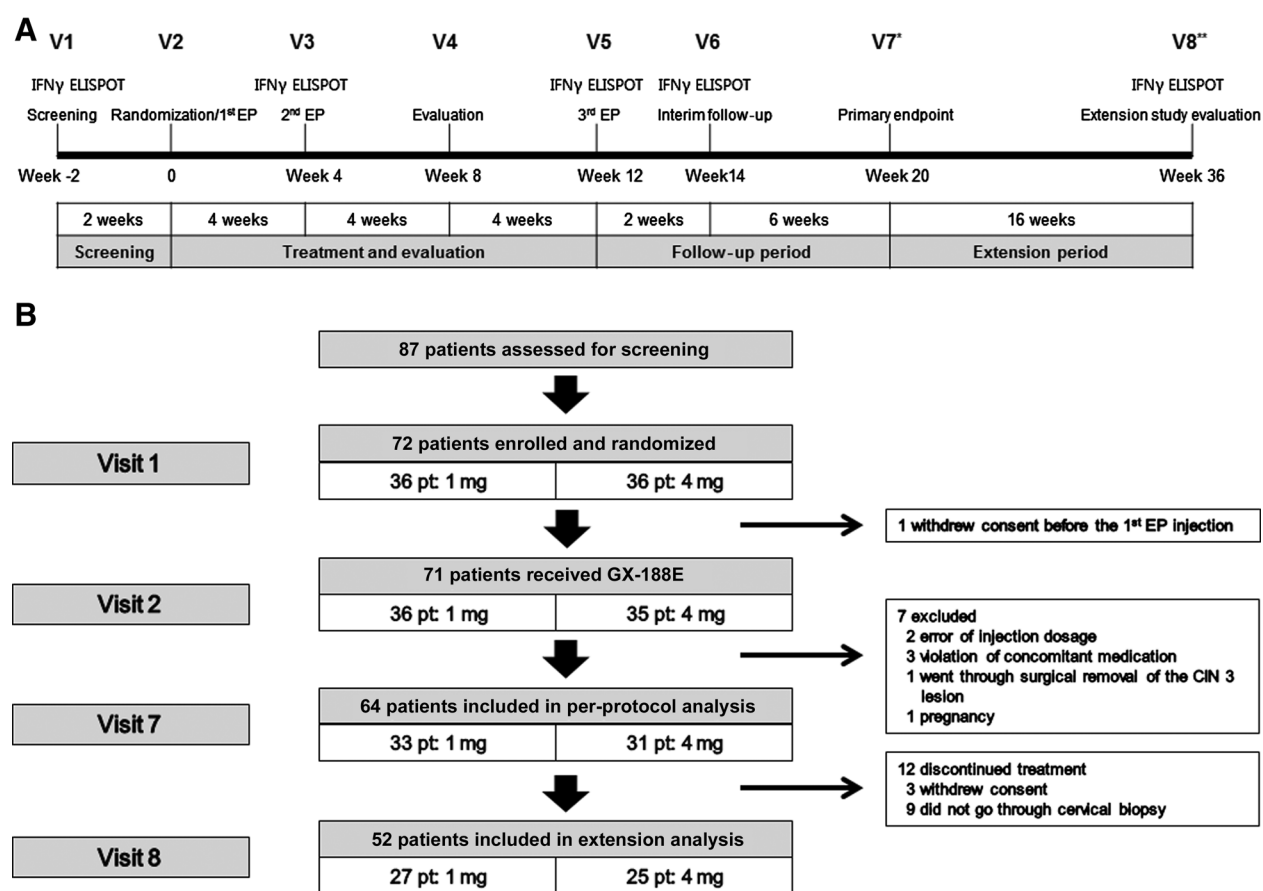 A
V1 V2 V3 V4 V5 V6 V7* V8**
IFNγ ELISPOT IFNγ ELISPOT IFNγ ELISPOT IFNγ ELISPOT IFNγ ELISPOT
Screening Randomization/1st EP 2nd EP Evaluation 3rd EP Interim follow-up Primary endpoint Extension study evaluation
Week -2 0 Week 4 Week 8 Week 12 Week14 Week 20 Week 36
2 weeks 4 weeks 4 weeks 4 weeks 2 weeks 6 weeks 16 weeks
Screening Treatment and evaluation Follow-up period Extension period
B
87 patients assessed for screening
Visit 1
72 patients enrolled and randomized
36 pt: 1 mg 36 pt: 4 mg
1 withdrew consent before the 1st EP injection
Visit 2
71 patients received GX-188E
36 pt: 1 mg 35 pt: 4 mg
7 excluded
2 error of injection dosage
3 violation of concomitant medication
1 went through surgical removal of the CIN 3
lesion
1 pregnancy
Visit 7
64 patients included in per-protocol analysis
33 pt: 1 mg 31 pt: 4 mg
12 discontinued treatment
3 withdrew consent
9 did not go through cervical biopsy
Visit 8
52 patients included in extension analysis
27 pt: 1 mg 25 pt: 4 mg